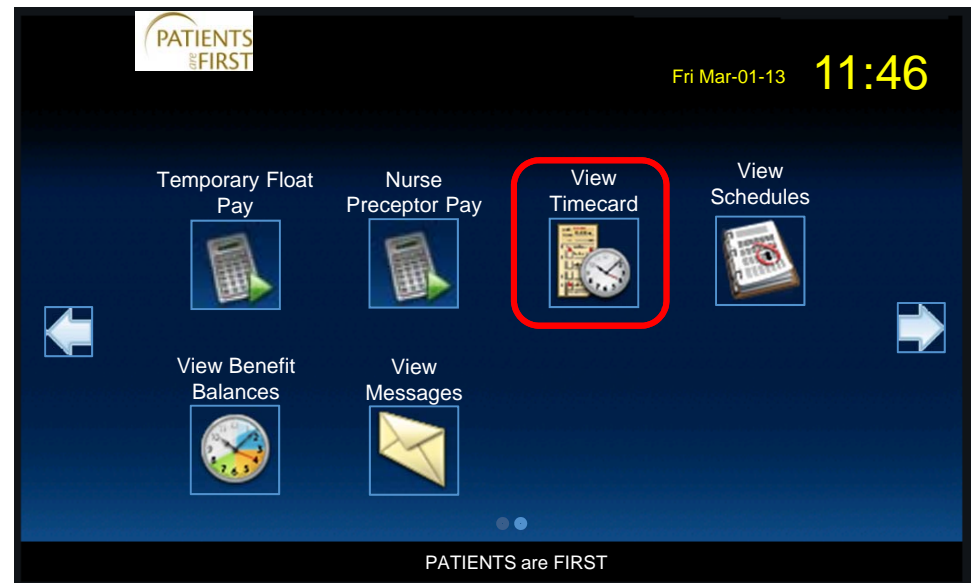 PATIENTS
are FIRST
Fri Mar-01-13 11:46
Temporary Float
Pay
Nurse
Preceptor Pay
View
Timecard
View
Schedules
View Benefit
Balances
View
Messages
PATIENTS are FIRST